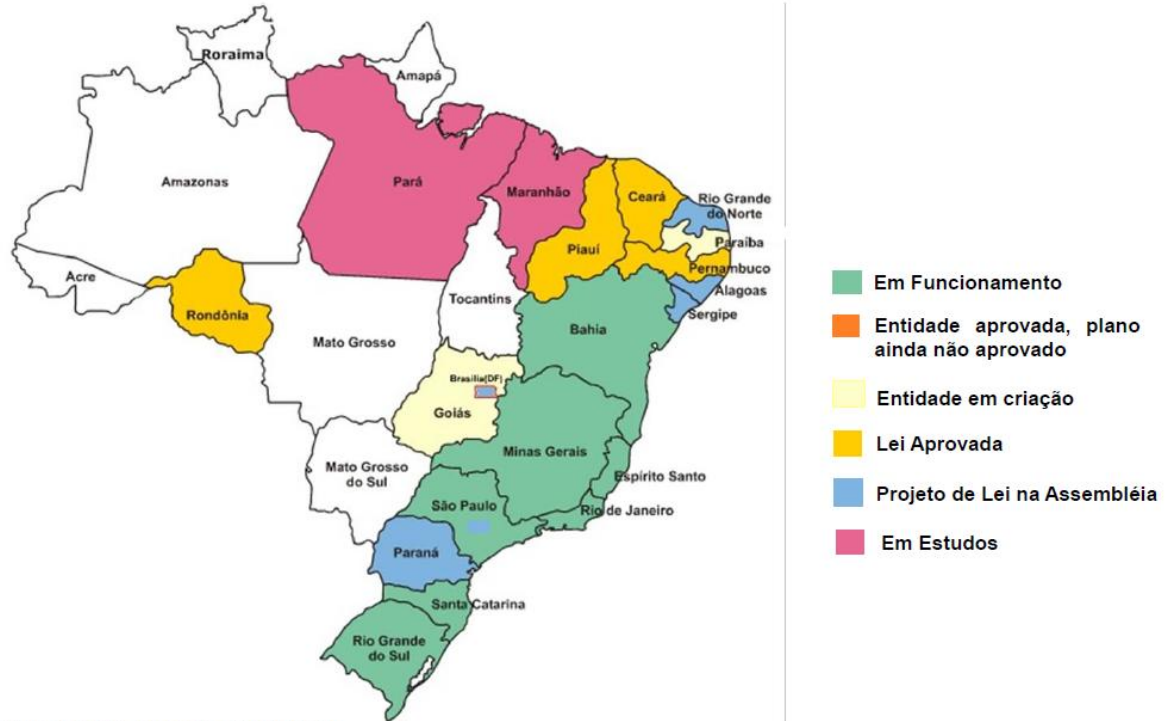 Roraima
Amapá
Amazonas
Pará
Maranhão
Ceará
Rio Grande
do Norte
Paraíba
Piauí
Pernambuco
Acre
Alagoas
Rondônia
Tocantins
Sergipe
Bahia
Mato Grosso
Brasília(DF)
Goiás
Minas Gerais
Mato Grosso
do Sul
Espírito Santo
São Paulo
Rio de Janeiro
Paraná
Santa Catarina
Rio Grande
do Sul
Em Funcionamento
Entidade aprovada, plano
ainda não aprovado
Entidade em criação
Lei Aprovada
Projeto de Lei na Assembléia
Em Estudos